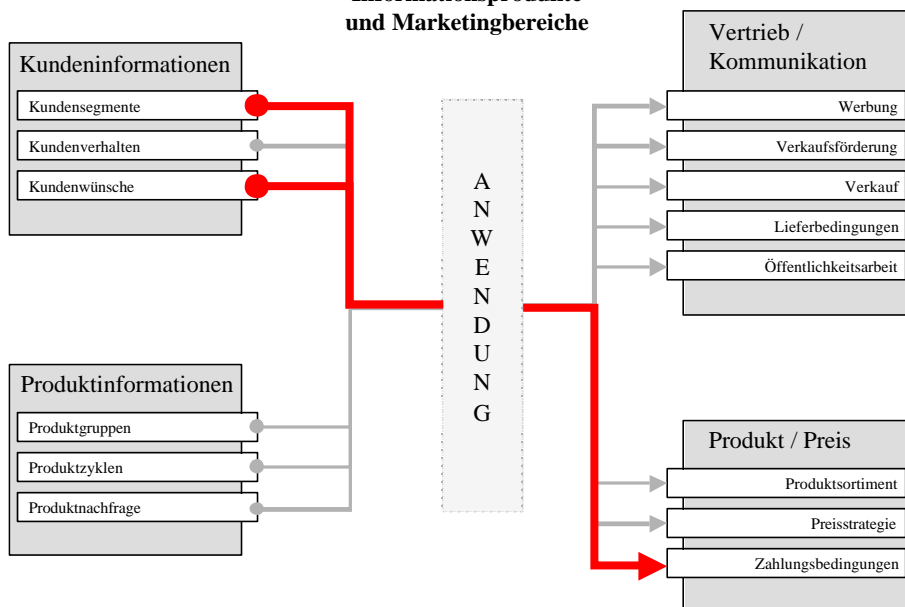 Informationsprodukte
und Marketingbereiche
Kundeninformationen
Kundensegmente
Kundenverhalten
Kundenwünsche
Produktinformationen
Produktgruppen
Produktzyklen
Produktnachfrage
A
N
W
E
N
D
U
N
G
Vertrieb /
Kommunikation
Werbung
Verkaufsförderung
Verkauf
Lieferbedingungen
Öffentlichkeitsarbeit
Produkt / Preis
Produktsortiment
Preisstrategie
Zahlungsbedingungen